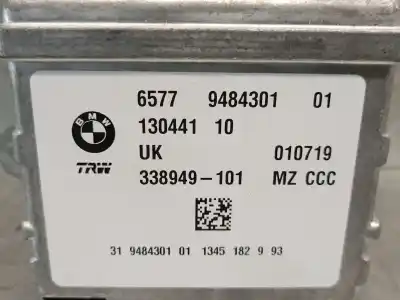 6577 9484301 01
BMW
130441 10
UK 010719
TRW
338949-101 MZ CCC
31 9484301 01 1345 182 9 93